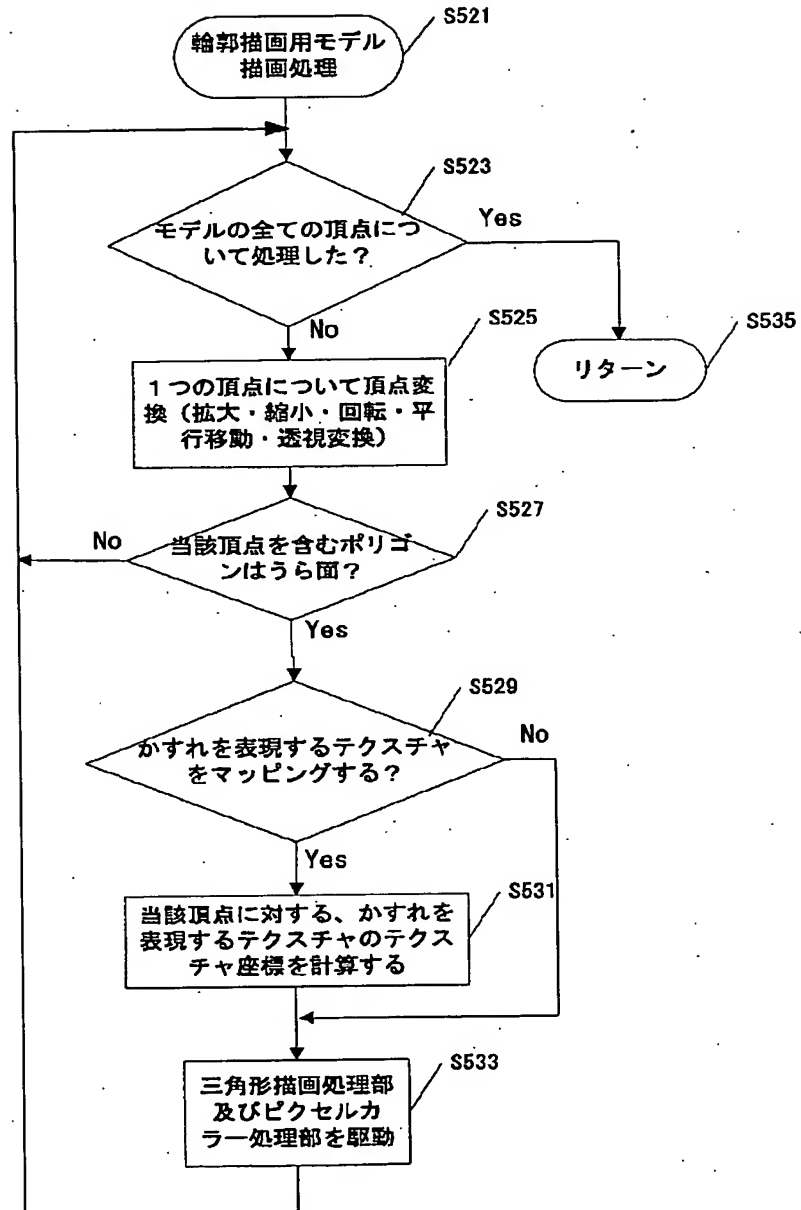 S521
輪郭描画用モデル
描画処理
S523
モデルの全ての頂点につ
いて処理した？
Yes
No
S525
S535
リターン
１つの頂点について頂点変
換（拡大・縮小・回転・平
行移動・透視変換）
S527
No
当該頂点を含むポリゴ
ンはうら面？
Yes
S529
かすれを表現するテクスチャ
をマッピングする？
No
Yes
S531
当該頂点に対する、かすれを
表現するテクスチャのテクス
チャ座標を計算する
S533
三角形描画処理部
及びピクセルカ
ラー処理部を駆動